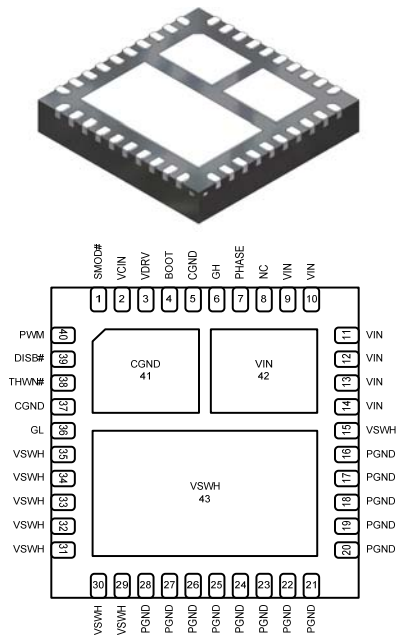 SMOD# VCIN VDRV BOOT CGND GH PHASE NC VIN VIN
1 2 3 4 5 6 7 8 9 10
PWM 40 11 VIN
DISB# 39 CGND VIN 12 VIN
THWN# 38 41 42 13 VIN
CGND 37 14 VIN
GL 36 15 VSWH
VSWH 35 16 PGND
VSWH 34 VSWH 17 PGND
VSWH 33 43 18 PGND
VSWH 32 19 PGND
VSWH 31 20 PGND
30 29 28 27 26 25 24 23 22 21
VSWH VSWH PGND PGND PGND PGND PGND PGND PGND PGND